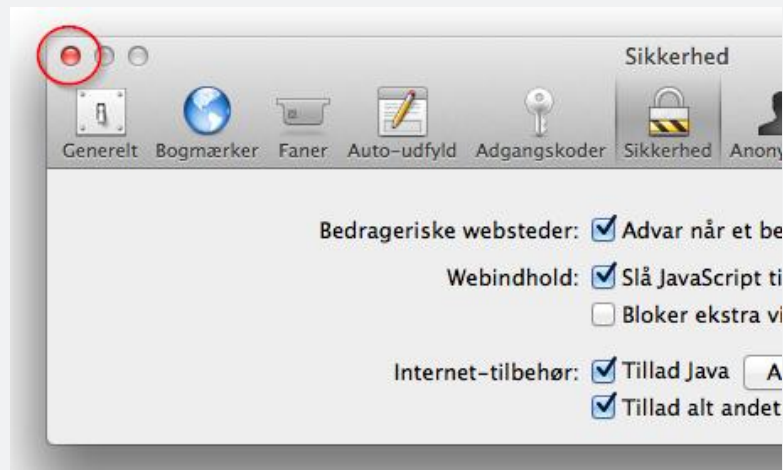 Sikkerhed
Generelt Bogmærker Faner Auto-udfyld Adgangskoder Sikkerhed Anony
Bedrageriske websteder: Advar når et be
Webindhold: Slå JavaScript ti
Bloker ekstra vi
Internet-tilbehør: Tillad Java A
Tillad alt andet